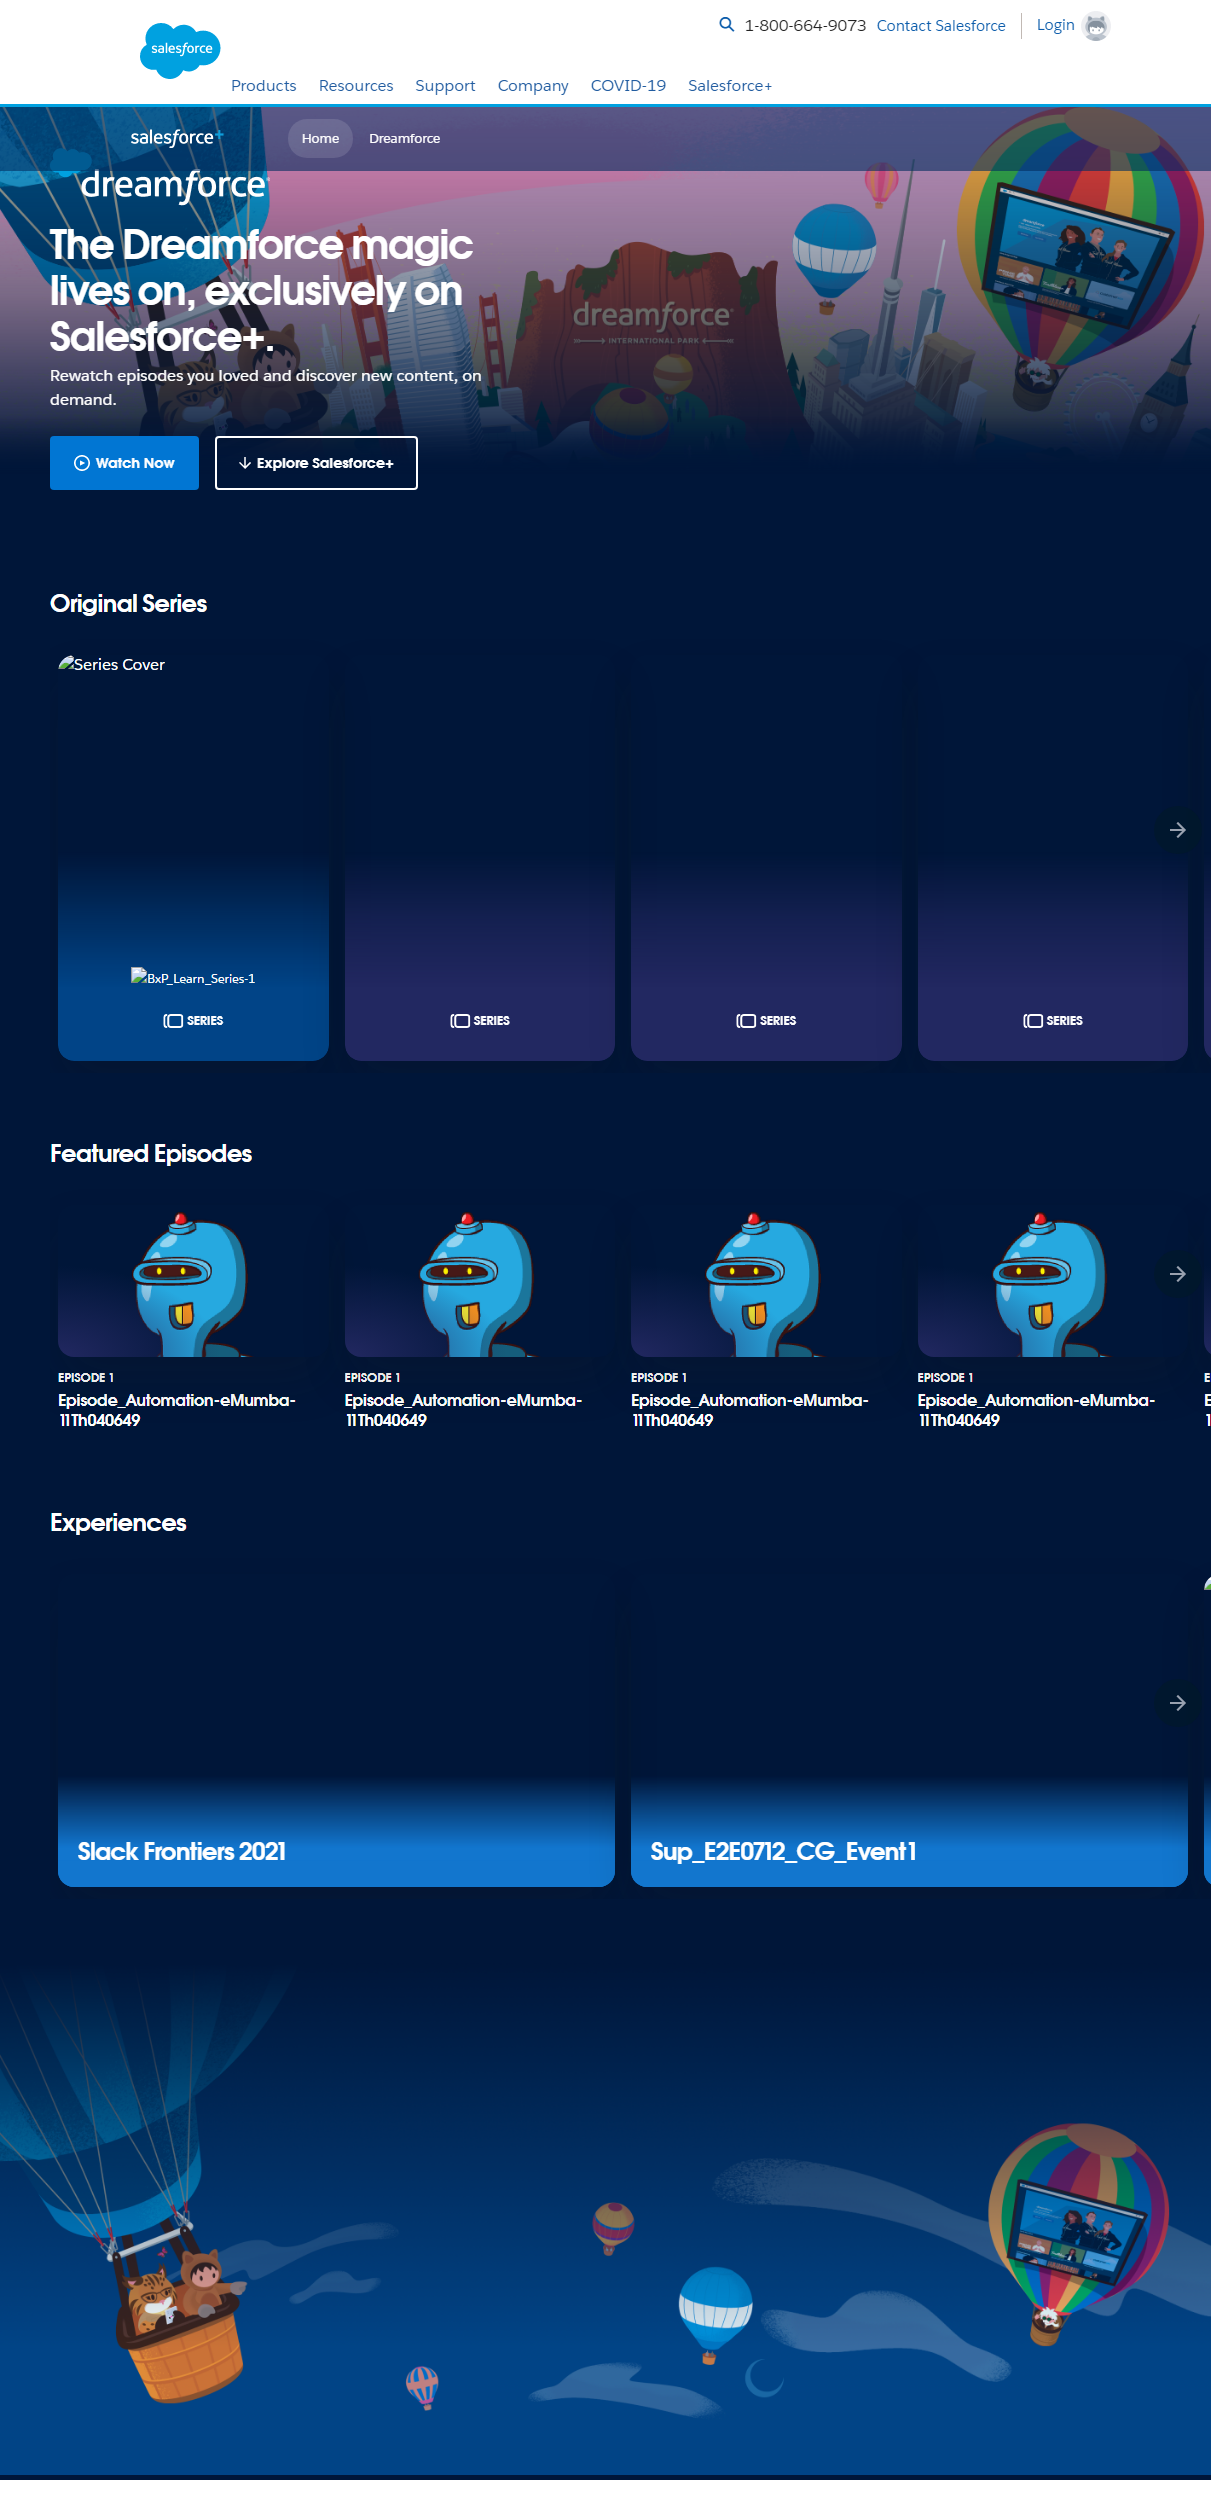 salesforce
1-800-664-9073 Contact Salesforce Login
Products Resources Support Company COVID-19 Salesforce+
salesforce+ Home Dreamforce
dreamforce
The Dreamforce magic
lives on, exclusively on
Salesforce+.
dreamforce
INTERNATIONAL PARK
Rewatch episodes you loved and discover new content, on
demand.
Watch Now Explore Salesforce+
Original Series
Series Cover
BxP_Learn_Series-1
SERIES SERIES SERIES SERIES
Featured Episodes
EPISODE 1 EPISODE 1 EPISODE 1 EPISODE 1 E
Episode_Automation-eMumba- Episode_Automation-eMumba- Episode_Automation-eMumba- Episode_Automation-eMumba- E
11Th040649 11Th040649 11Th040649 11Th040649 1
Experiences
Slack Frontiers 2021 Sup_E2E0712_CG_Event1